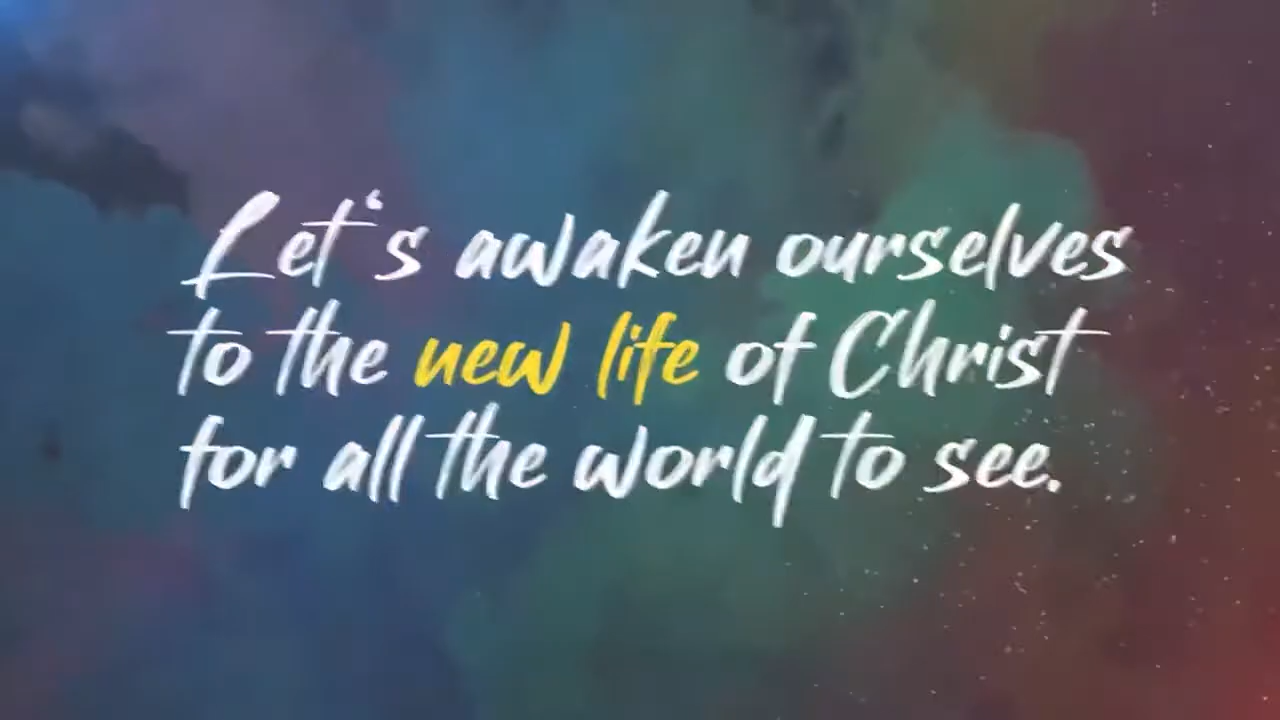 Let's awaken ourselves
to the new life of Christ
for all the world to see.